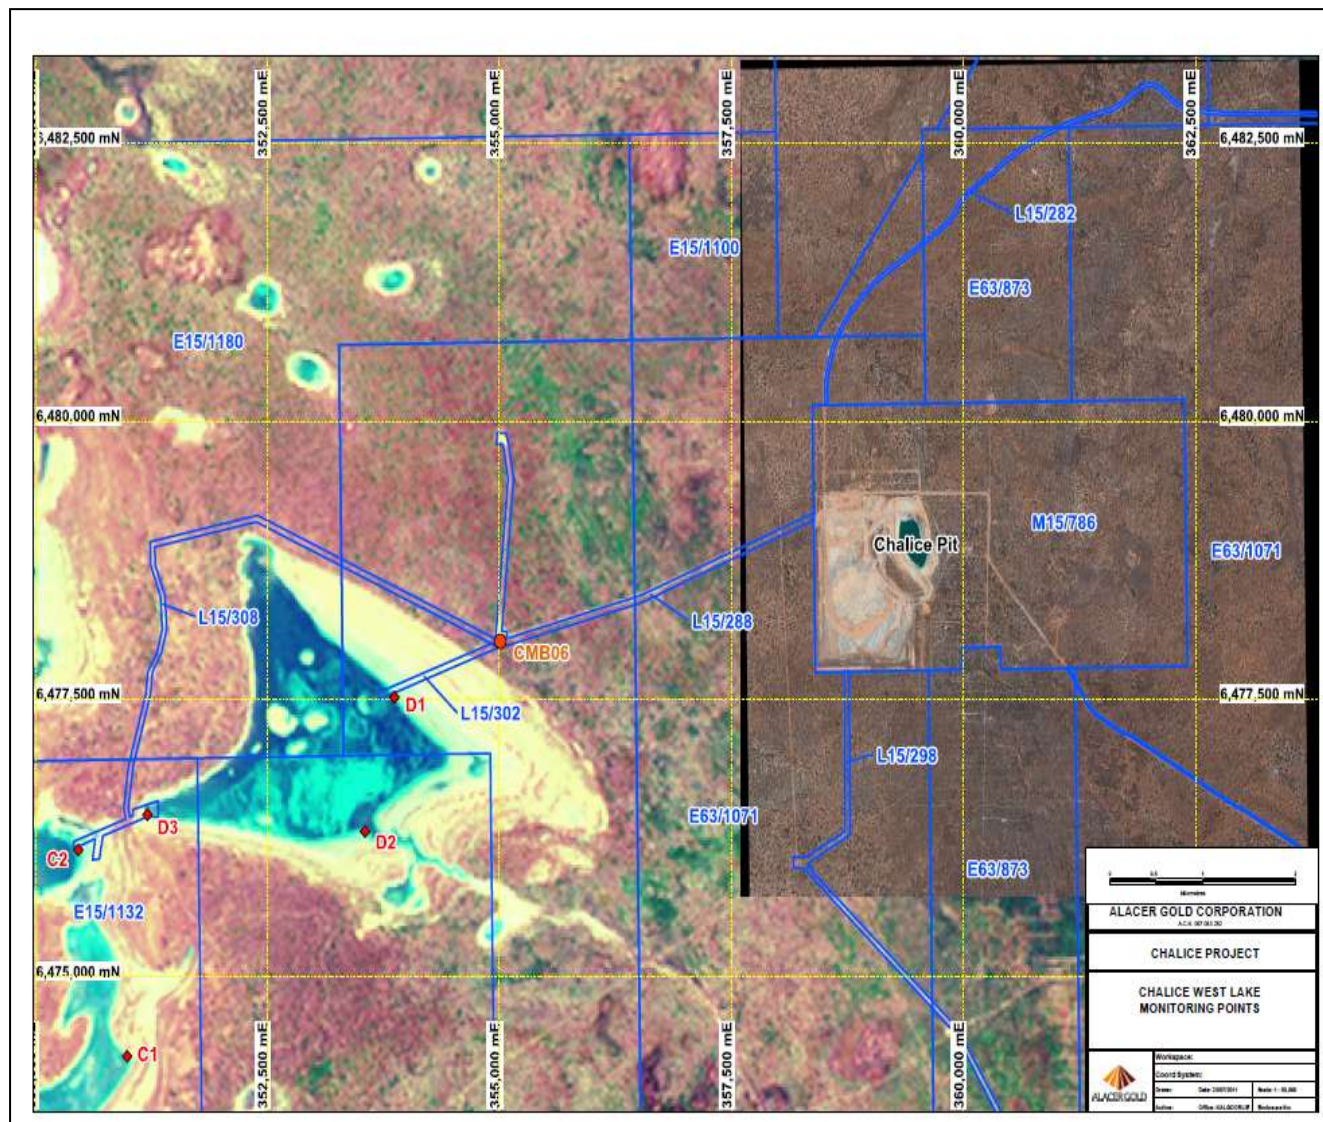 352,500 mE
355,000 mE
357,500 mE
360,000 mE
362,500 mE
6,482,500 mN
6,482,500 mN
L15/282
E15/1100
E63/873
E15/1180
6,480,000 mN
6,480,000 mN
M15/786
Chalice Pit
E63/1071
L15/308
L15/288
CMB06
6,477,500 mN
D1
6,477,500 mN
L15/302
L15/298
E63/1071
D3
D2
C2
E63/873
E15/1132
ALACER GOLD CORPORATION
CHALICE PROJECT
6,475,000 mN
CHALICE WEST LAKE
MONITORING POINTS
C1
352,500 mE
355,000 mE
357,500 mE
360,000 mE
Workspace:
Coord System:
ALACER GOLD